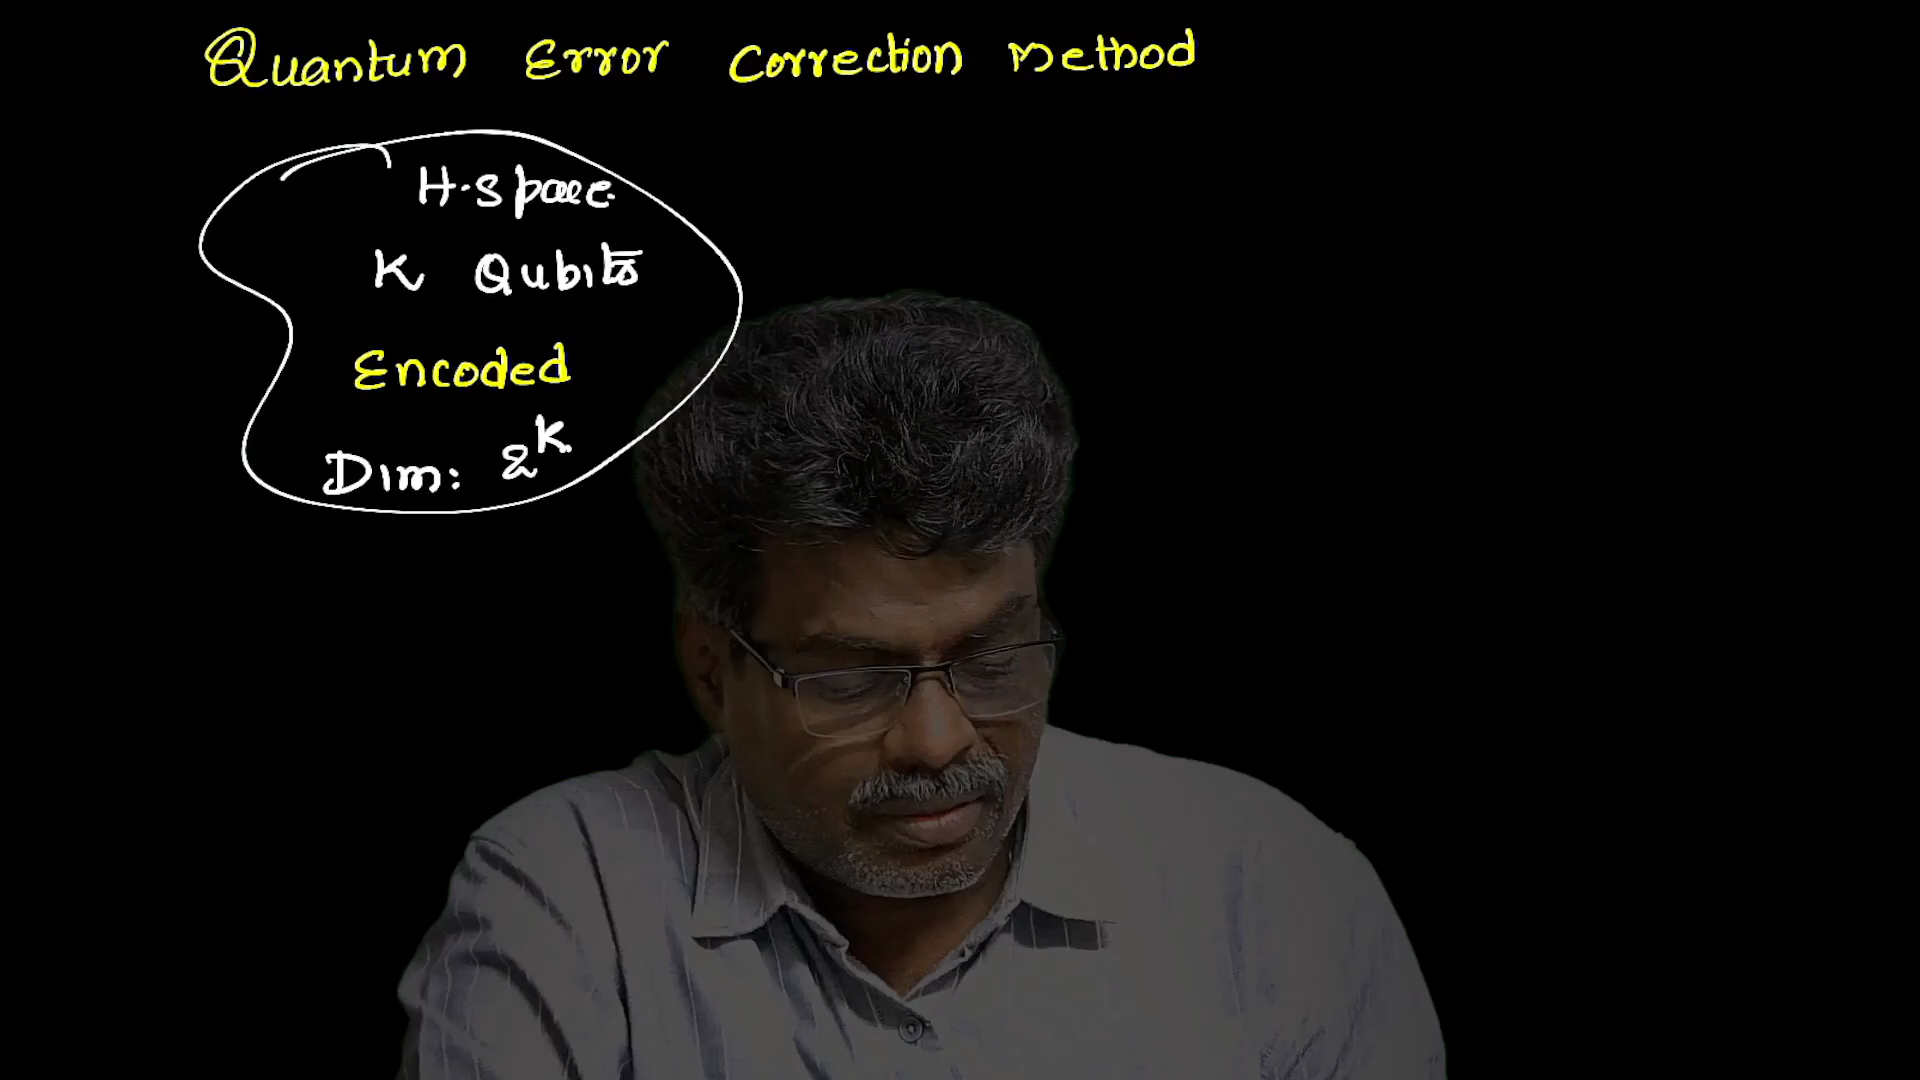 Quantum Error Correction Method
H.Space.
K Qubits
Encoded
Dim: 2^K.